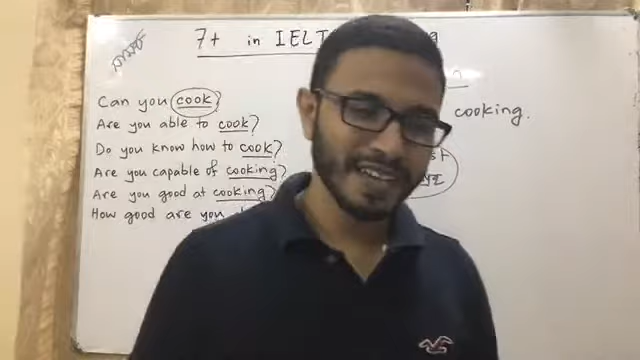 7+ in IELT
Can you cook?
Are you able to cook?
Do you know how to cook?
Are you capable of cooking?
Are you good at cooking?
How good are you
cooking.